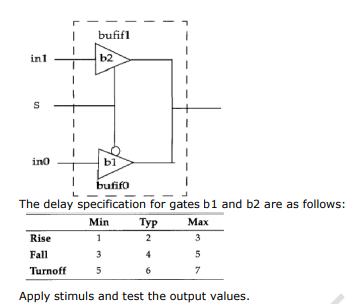 bufif1
in1
b2
S
in0
b1
bufif0
The delay specification for gates b1 and b2 are as follows:
Min Typ Max
Rise 1 2 3
Fall 3 4 5
Turnoff 5 6 7
Apply stimuls and test the output values.